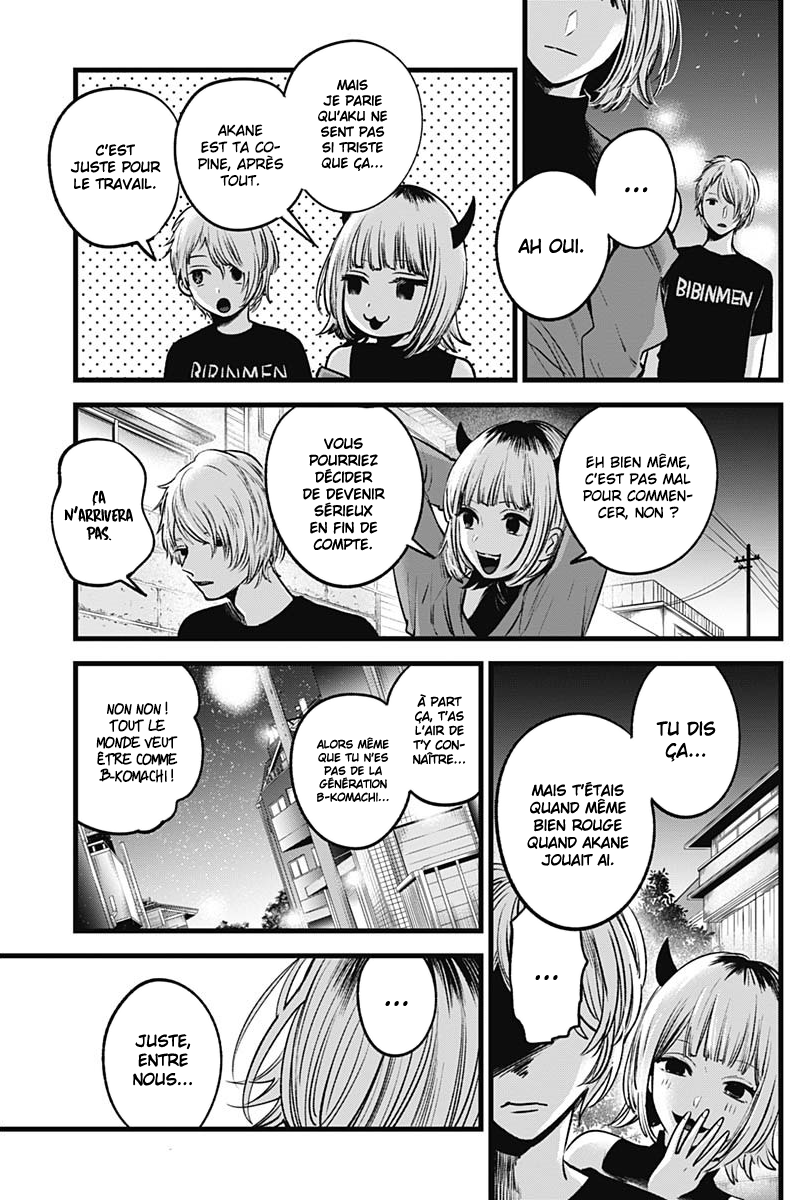 ...
AH OUI.
BIBINMEN
MAIS
JE PARIE
QU'AKU NE
SENT PAS
SI TRISTE
QUE ÇA...
AKANE
EST TA CO-
PINE, APRÈS
TOUT.
C'EST
JUSTE POUR
LE TRAVAIL.
BIBINMEN
EH BIEN MÊME,
C'EST PAS MAL
POUR COMMEN-
CER, NON ?
VOUS
POURRIEZ
DÉCIDER
DE DEVENIR
SÉRIEUX
EN FIN DE
COMPTE.
ÇA
N'ARRIVERA
PAS.
TU DIS
ÇA...
MAIS T'ÉTAIS
QUAND MÊME
BIEN ROUGE
QUAND AKANE
JOUAIT AI.
...
À PART
ÇA, T'AS
L'AIR DE
T'Y CON-
NAÎTRE...
ALORS MÊME
QUE TU N'ES
PAS DE LA
GÉNÉRATION
B-KOMACHI...
NON NON !
TOUT LE
MONDE VEUT
ÊTRE COMME
B-KOMACHI !
...
JUSTE,
ENTRE
NOUS...